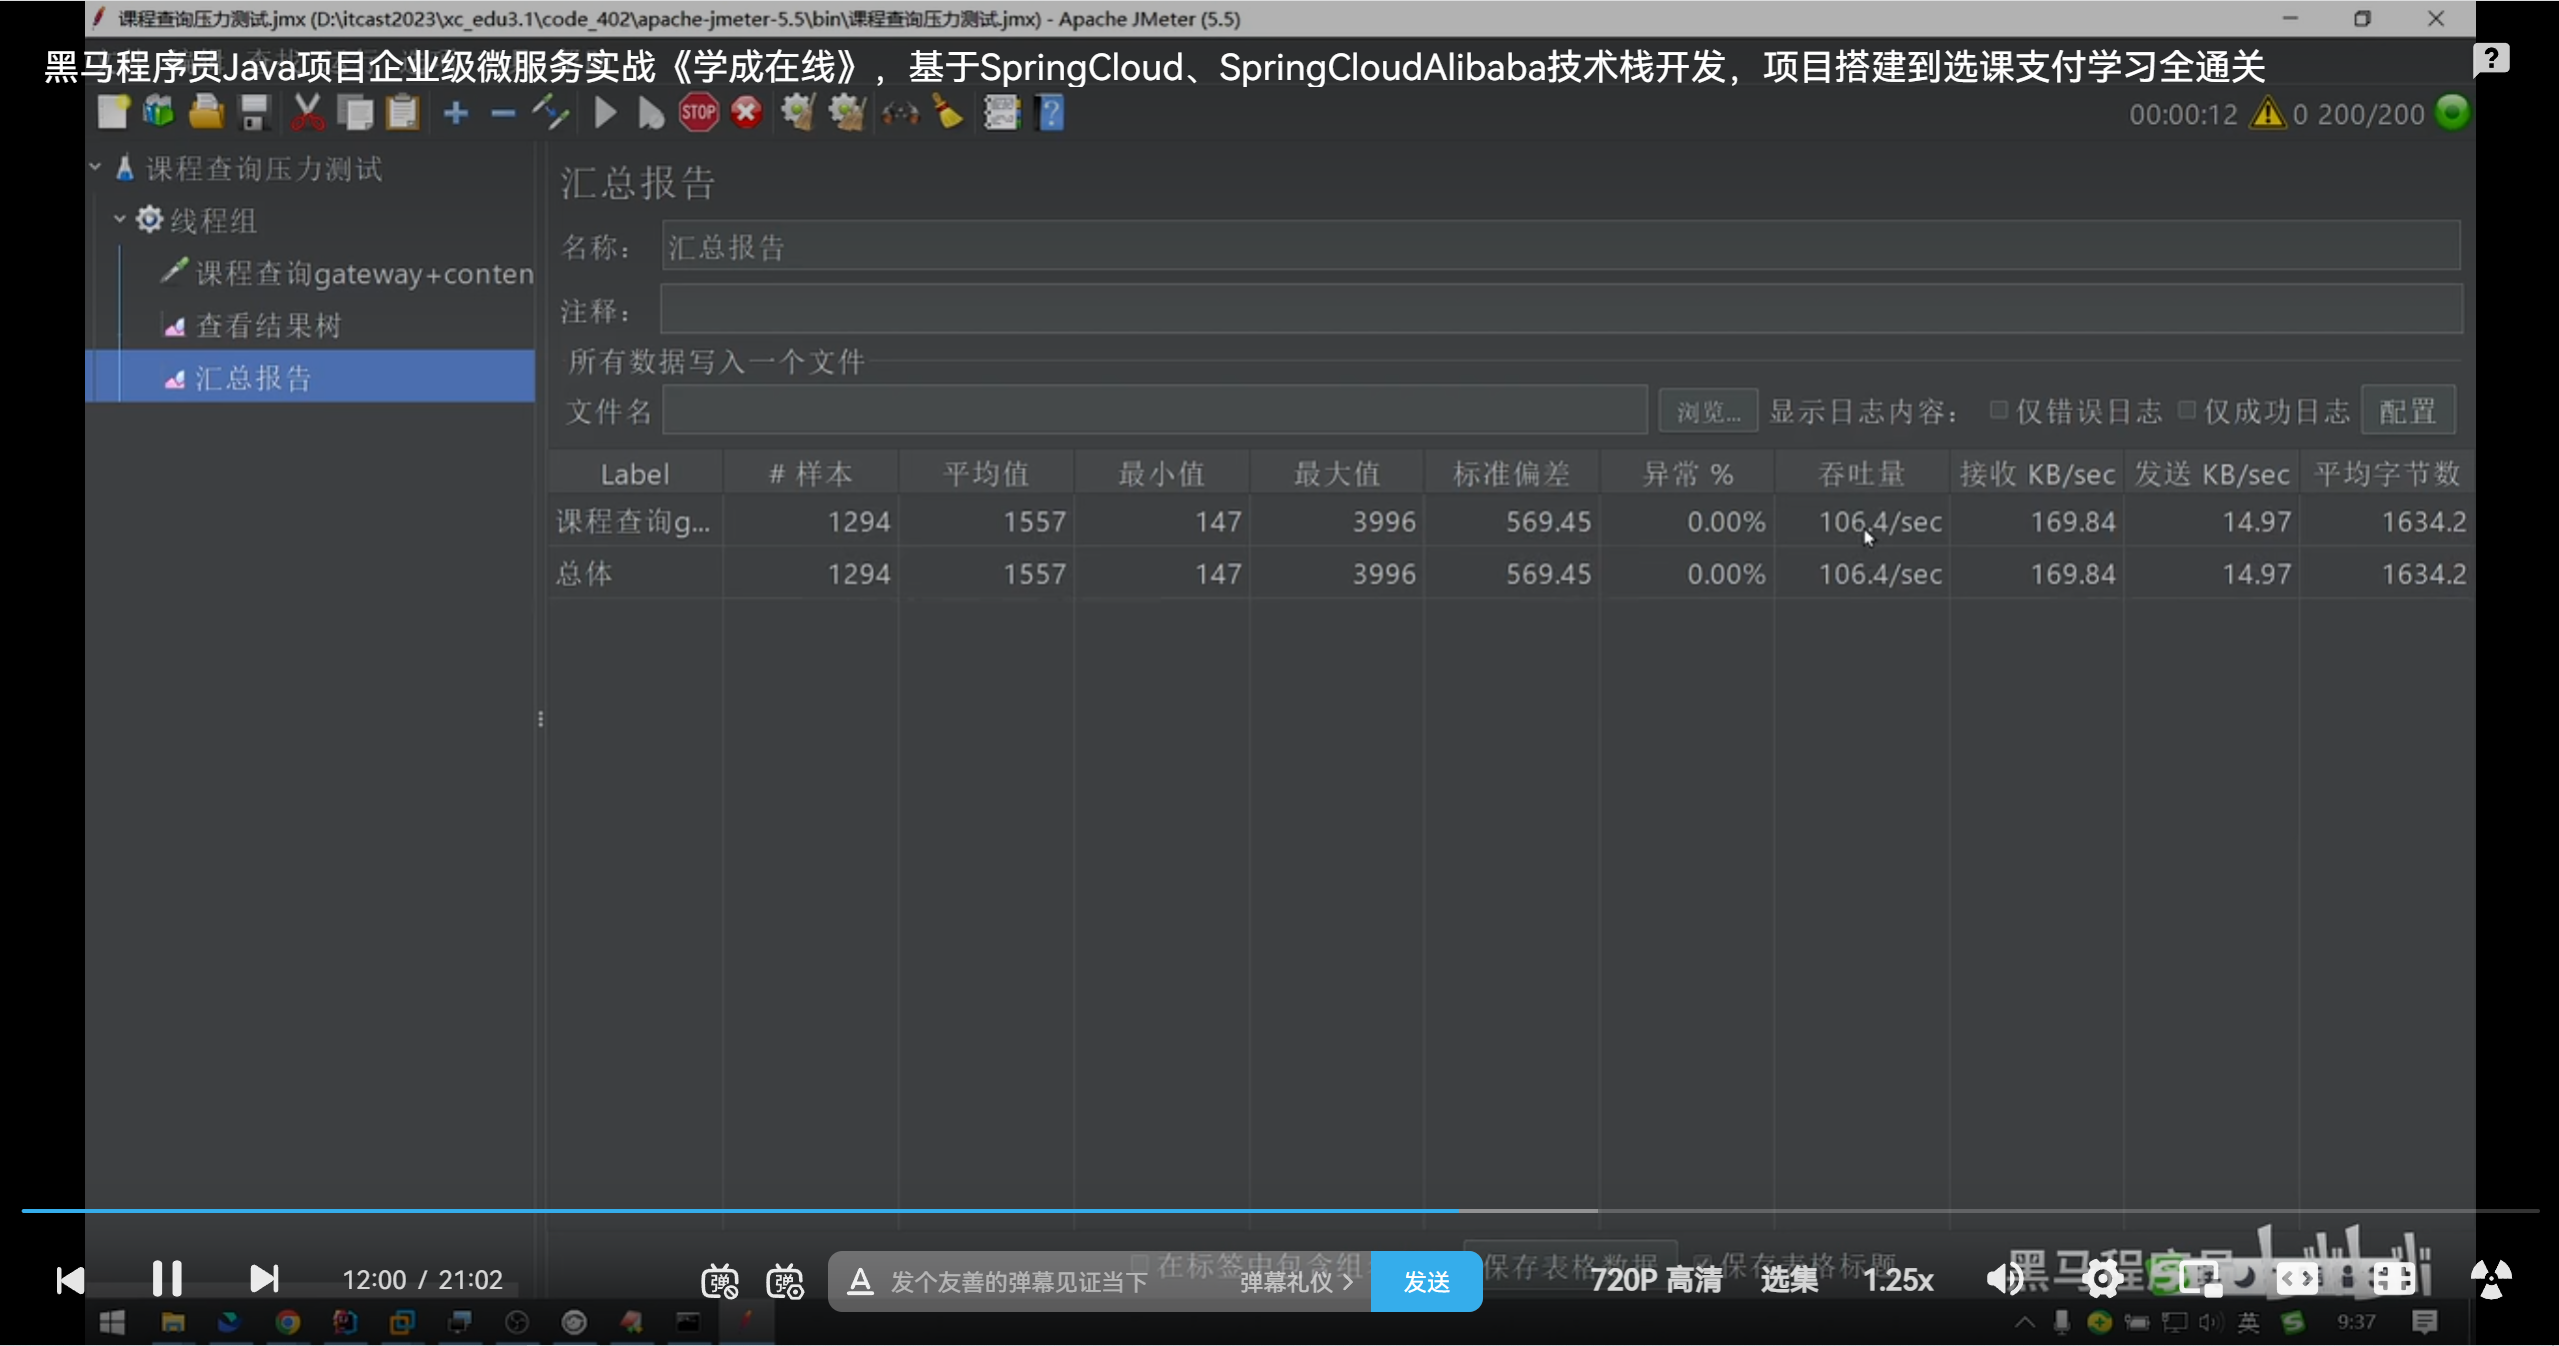 课程查询压力测试.jmx (D:\itcast2023\xc_edu3.1\code_402\apache-jmeter-5.5\bin\课程查询压力测试.jmx) - Apache JMeter (5.5)
黑马程序员Java项目企业级微服务实战《学成在线》，基于SpringCloud、SpringCloudAlibaba技术栈开发，项目搭建到选课支付学习全通关
STOP
00:00:12 0 200/200
课程查询压力测试
线程组
课程查询gateway+conten
查看结果树
汇总报告
汇总报告
名称： 汇总报告
注释：
所有数据写入一个文件
文件名 浏览... 显示日志内容： 仅错误日志 仅成功日志 配置
Label # 样本 平均值 最小值 最大值 标准偏差 异常 % 吞吐量 接收 KB/sec 发送 KB/sec 平均字节数
课程查询g... 1294 1557 147 3996 569.45 0.00% 106.4/sec 169.84 14.97 1634.2
总体 1294 1557 147 3996 569.45 0.00% 106.4/sec 169.84 14.97 1634.2
在标签中包含组 保存表格数据 保存表格标题
12:00 / 21:02 弹 弹 发个友善的弹幕见证当下 弹幕礼仪 发送 720P 高清 选集 1.25x
黑马程序员
英 9:37